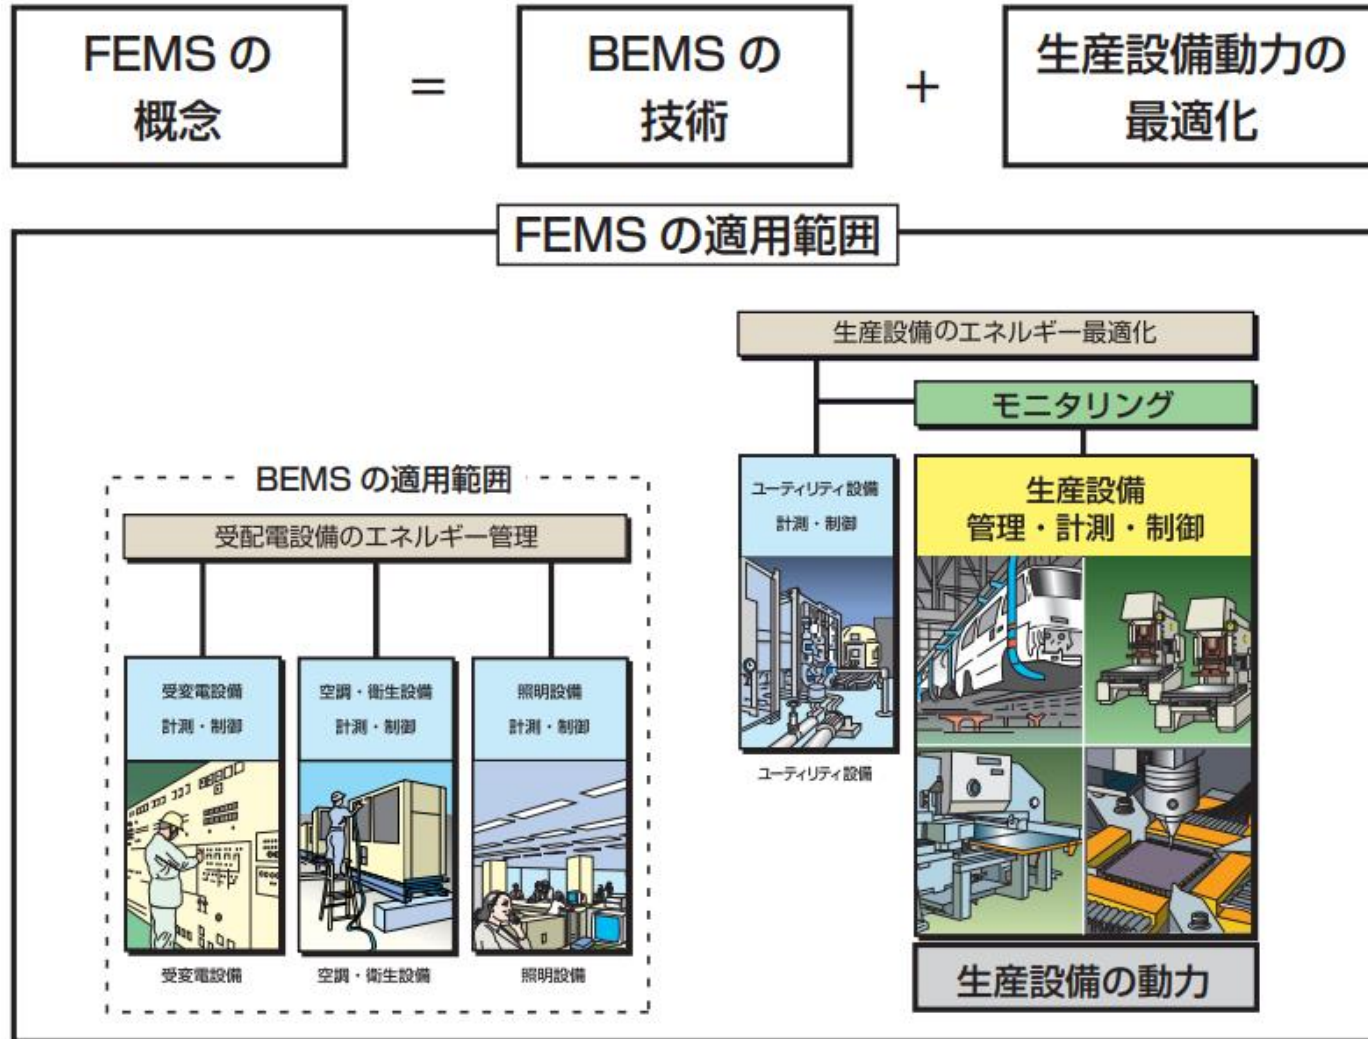 FEMS の
概念
=
BEMS の
技術
+
生産設備動力の
最適化
FEMS の適用範囲
生産設備のエネルギー最適化
モニタリング
BEMS の適用範囲
受配電設備のエネルギー管理
受変電設備
計測・制御
空調・衛生設備
計測・制御
照明設備
計測・制御
受変電設備
空調・衛生設備
照明設備
ユーティリティ設備
計測・制御
ユーティリティ設備
生産設備
管理・計測・制御
生産設備の動力